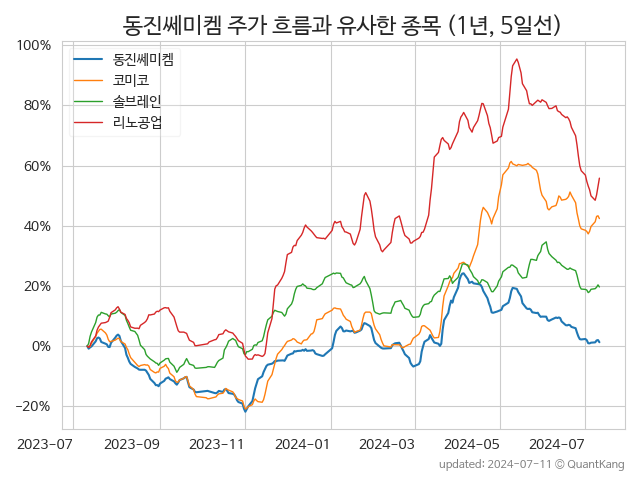 동진쎄미켐 주가 흐름과 유사한 종목 (1년, 5일선)
100%
80%
60%
40%
20%
0%
−20%
동진쎄미켐
코미코
솔브레인
리노공업
2023-07
2023-09
2023-11
2024-01
2024-03
2024-05
2024-07
updated: 2024-07-11 © QuantKang